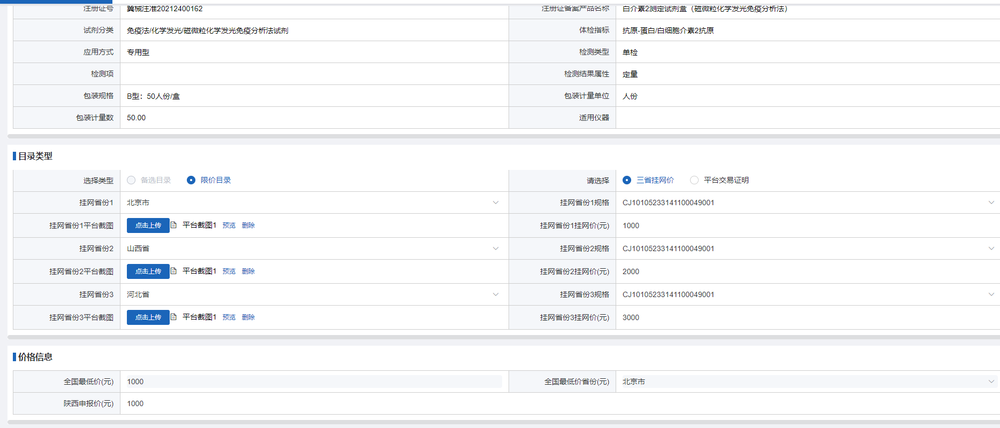 注册证号 冀械注准20212400162 注册证备案产品名称 白介素2测定试剂盒（磁微粒化学发光免疫分析法）
试剂分类 免疫法/化学发光/磁微粒化学发光免疫分析法试剂 体检指标 抗原-蛋白/白细胞介素2抗原
应用方式 专用型 检测类型 单检
检测项 检测结果属性 定量
包装规格 B型：50人份/盒 包装计量单位 人份
包装计量数 50.00 适用仪器
目录类型
选择类型 备选目录 限价目录 请选择 三省挂网价 平台交易证明
挂网省份1 北京市 挂网省份1规格 CJ10105233141100049001
挂网省份1平台截图 点击上传 平台截图1 预览 删除 挂网省份1挂网价(元) 1000
挂网省份2 山西省 挂网省份2规格 CJ10105233141100049001
挂网省份2平台截图 点击上传 平台截图1 预览 删除 挂网省份2挂网价(元) 2000
挂网省份3 河北省 挂网省份3规格 CJ10105233141100049001
挂网省份3平台截图 点击上传 平台截图1 预览 删除 挂网省份3挂网价(元) 3000
价格信息
全国最低价(元) 1000 全国最低价省份(元) 北京市
陕西申报价(元) 1000